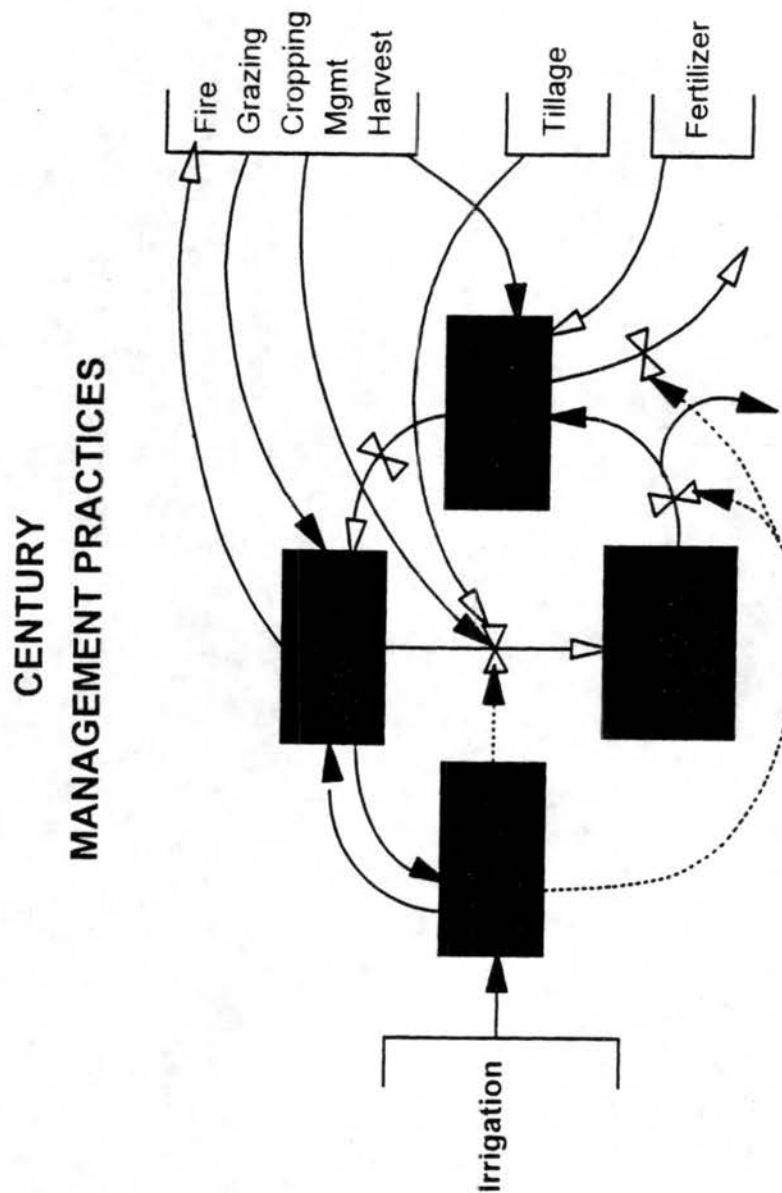 CENTURY
MANAGEMENT PRACTICES
Fire
Grazing
Cropping
Mgmt
Harvest
Tillage
Fertilizer
Irrigation